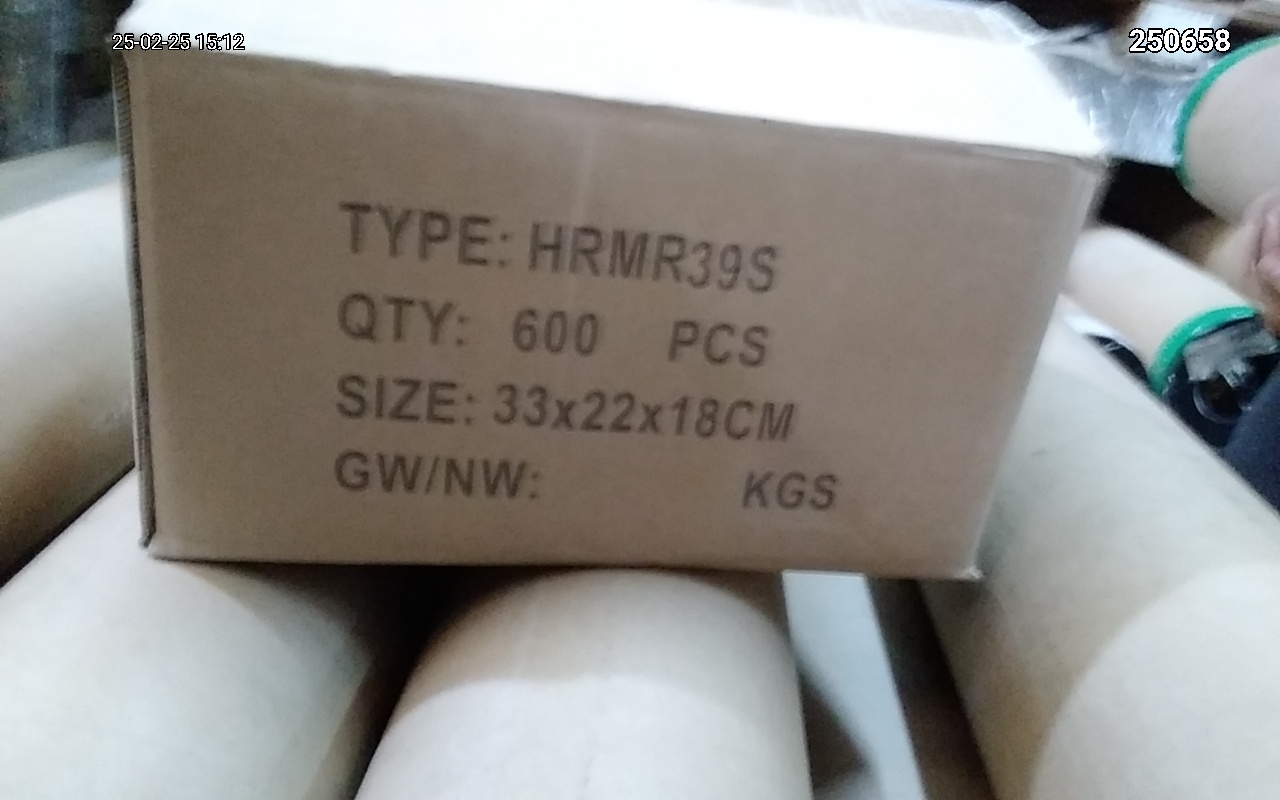 25-02-25 15:12
250658
TYPE: HRMR39S
QTY: 600 PCS
SIZE: 33x22x18CM
GW/NW: KGS